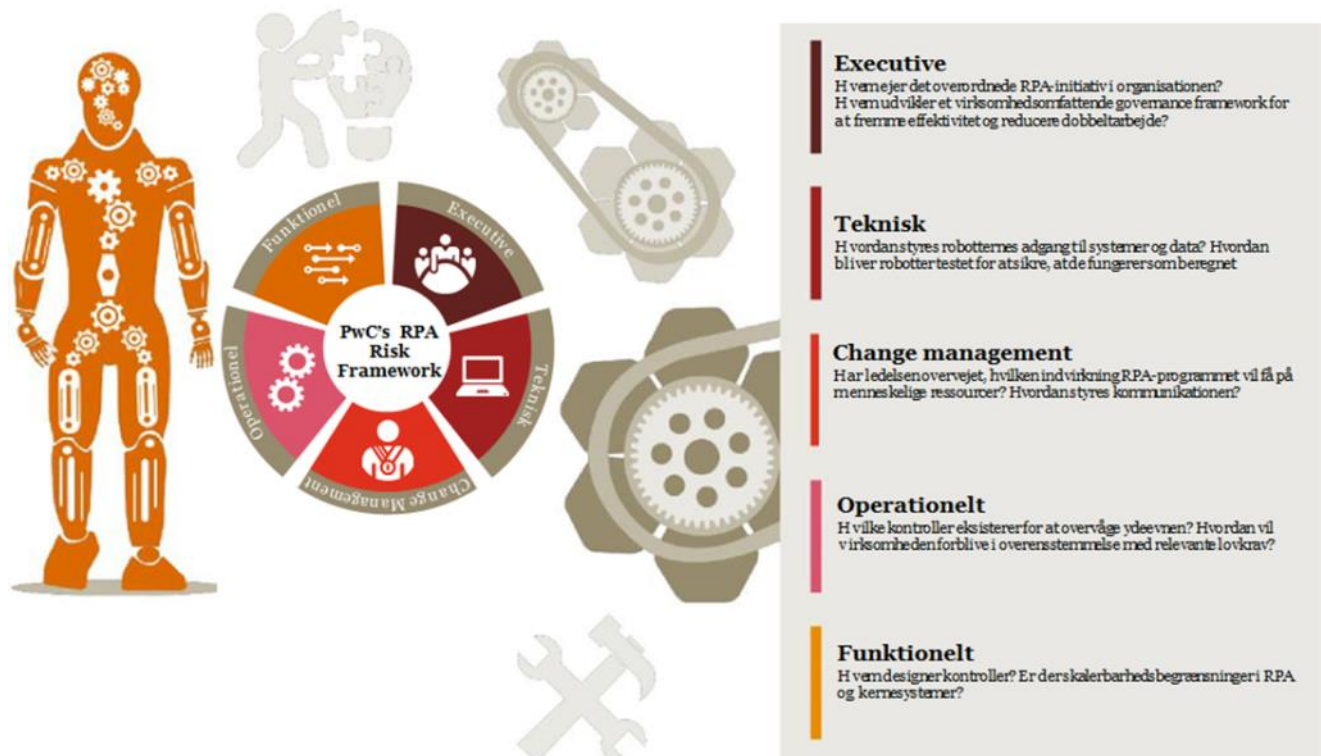 Funktionel
Executive
PwC's RPA
Risk
Framework
Operationel
Teknisk
Change Management
Executive
Hvem ejer det overordnede RPA-initiativ i organisationen?
Hvem udvikler et virksomhedsomfattende governance framework for
at fremme effektivitet og reducere dobbeltarbejde?
Teknisk
Hvordan styres robotternes adgang til systemer og data? Hvordan
bliver robotter testet for at sikre, at de fungerer som beregnet
Change management
Har ledelsen overvejet, hvilken indvirkning RPA-programmet vil få på
menneskelige ressourcer? Hvordan styres kommunikationen?
Operationelt
Hvilke kontroller eksisterer for at overvåge ydeevnen? Hvordan vil
virksomheden forblive i overensstemmelse med relevante lovkrav?
Funktionelt
Hvem designer kontroller? Er der skalerbarhedsbegrænsninger i RPA
og kernesystemer?